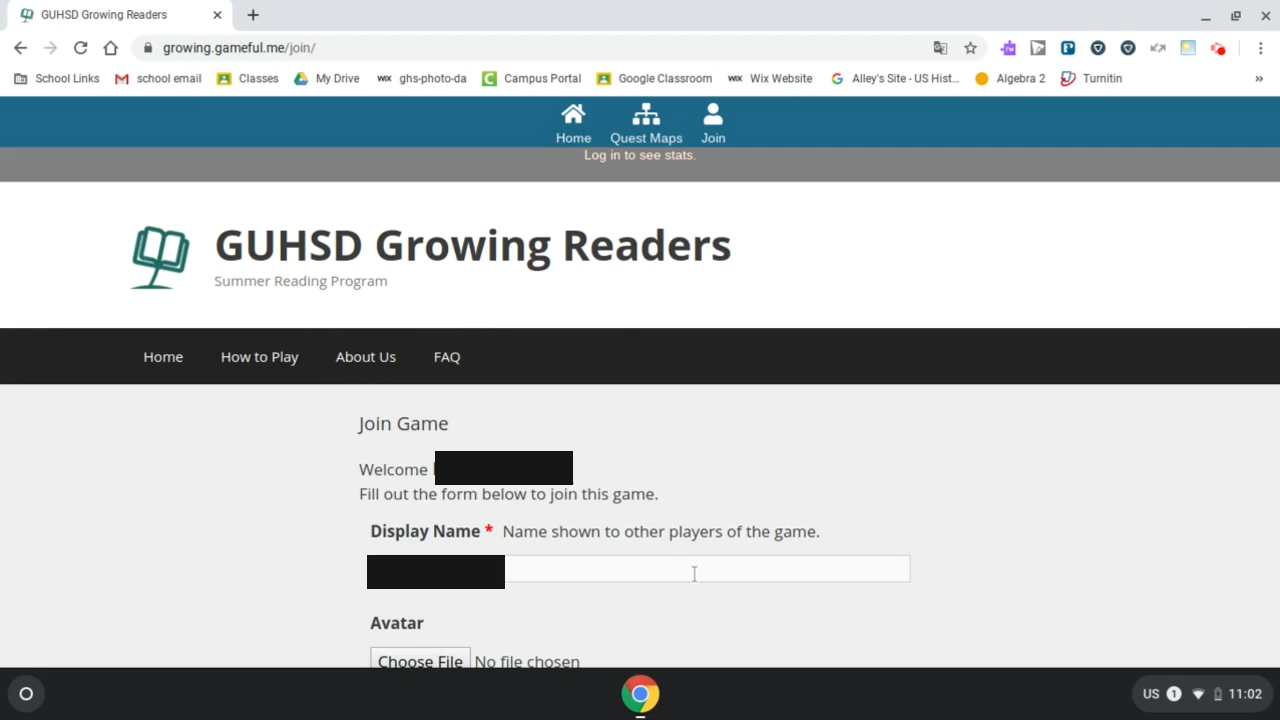 GUHSD Growing Readers
growing.gameful.me/join/
School Links school email Classes My Drive WIX ghs-photo-da Campus Portal Google Classroom WIX Wix Website Alley's Site - US Hist... Algebra 2 Turnitin »
Home Quest Maps Join
Log in to see stats.
GUHSD Growing Readers
Summer Reading Program
Home How to Play About Us FAQ
Join Game
Welcome
Fill out the form below to join this game.
Display Name * Name shown to other players of the game.
Avatar
Choose File No file chosen
US 1 11:02